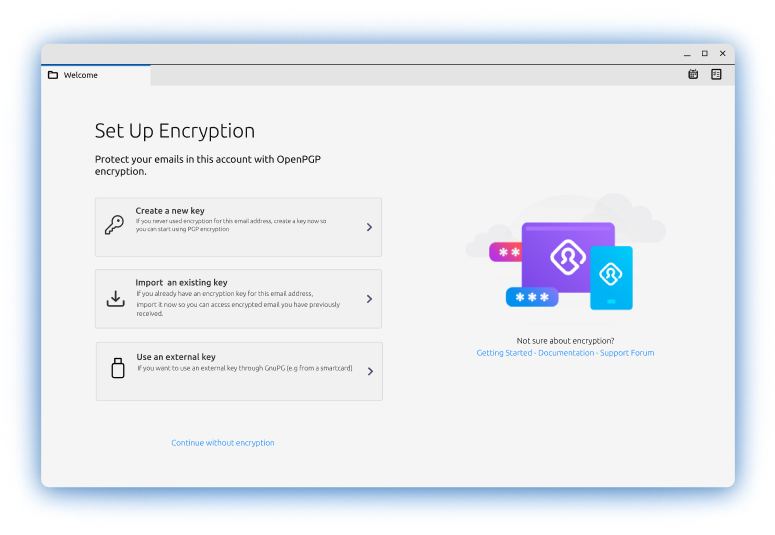 Welcome
Set Up Encryption
Protect your emails in this account with OpenPGP
encryption.
Create a new key
If you never used encryption for this email address, create a key now so
you can start using PGP encryption
Import  an existing key
If you already have an encryption key for this email address,
import it now so you can access encrypted email you have previously
received.
Use an external key
If you want to use an external key through GnuPG (e.g from a smartcard)
Continue without encryption
***
***
Not sure about encryption?
Getting Started - Documentation - Support Forum